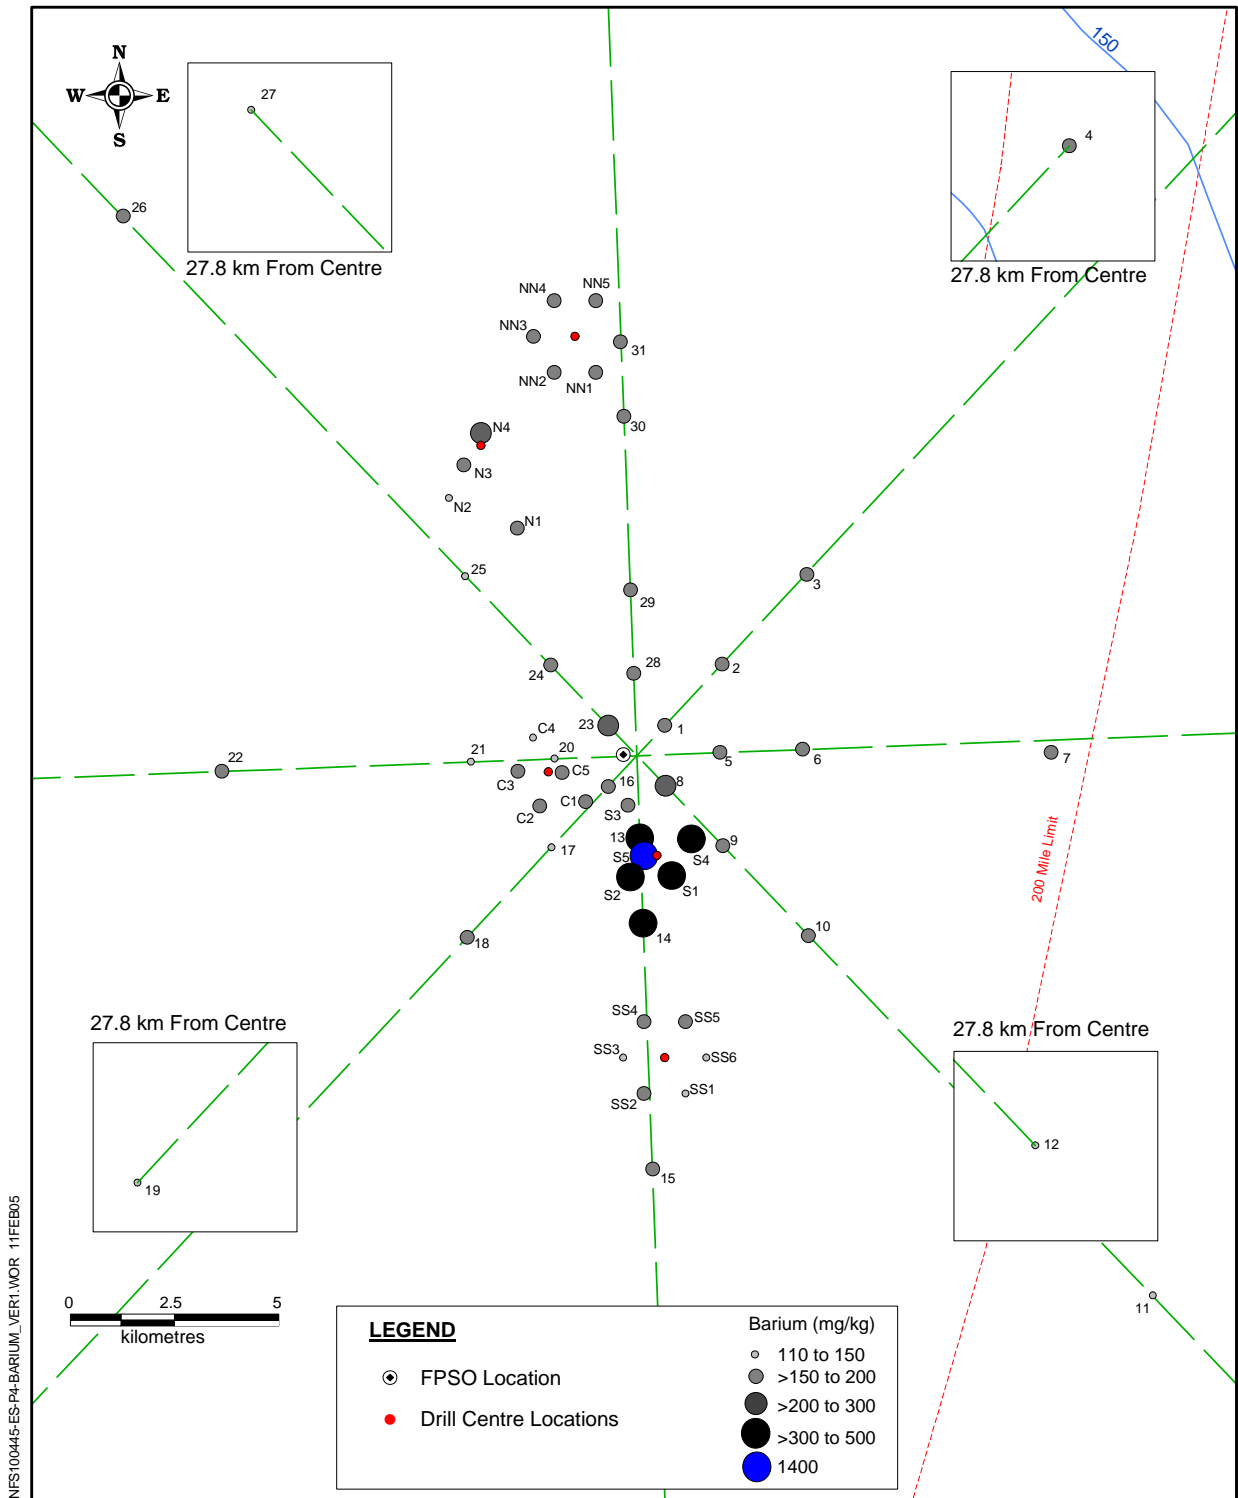 150
N
W E
S
27
27.8 km From Centre
4
27.8 km From Centre
26
NN4
NN5
NN3
31
NN2
NN1
30
N4
N3
N2
N1
25
3
29
28
2
24
23
1
C4
22
21
20
5
6
7
C3
C5
16
8
C1
C2
S3
13
9
S4
17
S5
S2
S1
14
10
18
200 Mile Limit
SS4
SS5
SS3
SS6
SS2
SS1
27.8 km From Centre
19
27.8 km From Centre
12
15
11
0 2.5 5
kilometres
LEGEND
FPSO Location
Drill Centre Locations
Barium (mg/kg)
110 to 150
>150 to 200
>200 to 300
>300 to 500
1400
NFS100445-ES-P4-BARIUM_VER1.WOR 11FEB05